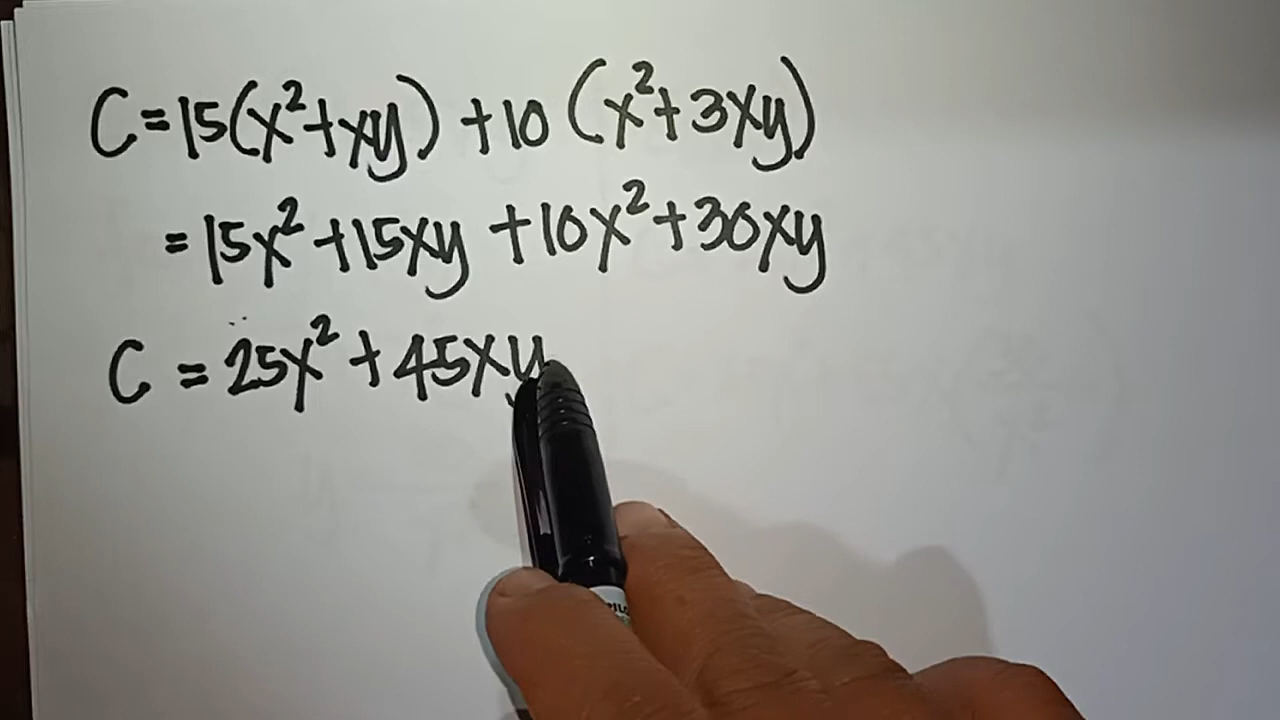 C=15(x²+xy) +10 (x²+3xy)
=15x²+15xy +10x²+30xy
C = 25x² + 45xy